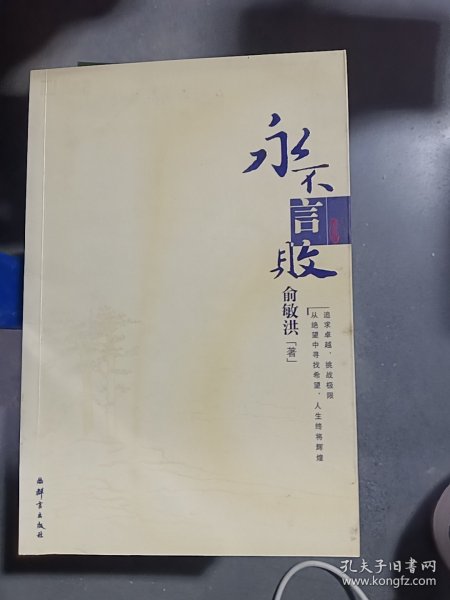 永不言败
俞敏洪「著」
追求卓越，挑战极限
从绝望中寻找希望，人生终将辉煌
群言出版社
孔夫子旧书网
www.kongfz.com